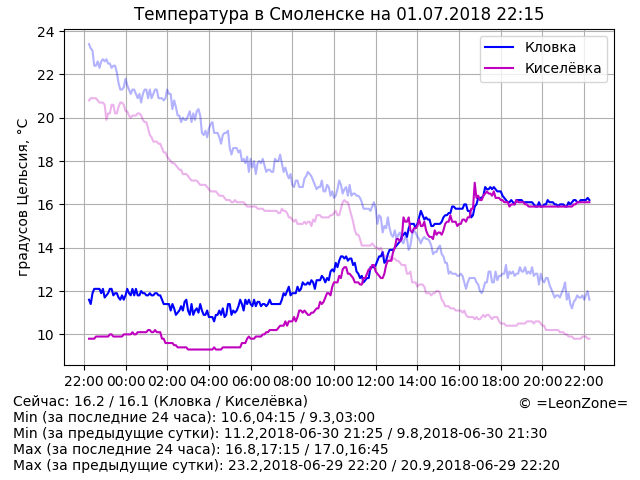 Температура в Смоленске на 01.07.2018 22:15
24
22
20
18
16
14
12
10
градусов Цельсия, °C
Кловка
Киселёвка
22:00 00:00 02:00 04:00 06:00 08:00 10:00 12:00 14:00 16:00 18:00 20:00 22:00
Сейчас: 16.2 / 16.1 (Кловка / Киселёвка)
© =LeonZone=
Min (за последние 24 часа): 10.6,04:15 / 9.3,03:00
Min (за предыдущие сутки): 11.2,2018-06-30 21:25 / 9.8,2018-06-30 21:30
Max (за последние 24 часа): 16.8,17:15 / 17.0,16:45
Max (за предыдущие сутки): 23.2,2018-06-29 22:20 / 20.9,2018-06-29 22:20